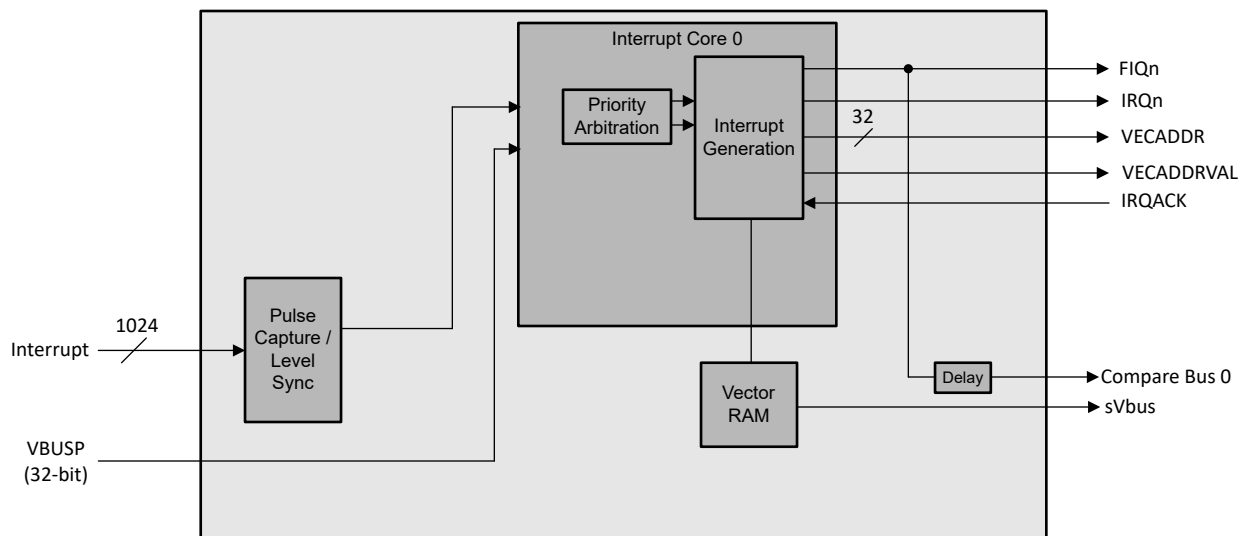 Interrupt Core 0
Priority
Arbitration
Interrupt
Generation
32
FIQn
IRQn
VECADDR
VECADDRVAL
IRQACK
Pulse
Capture /
Level
Sync
1024
Interrupt
VBUSP
(32-bit)
Vector
RAM
Delay
Compare Bus 0
sVbus